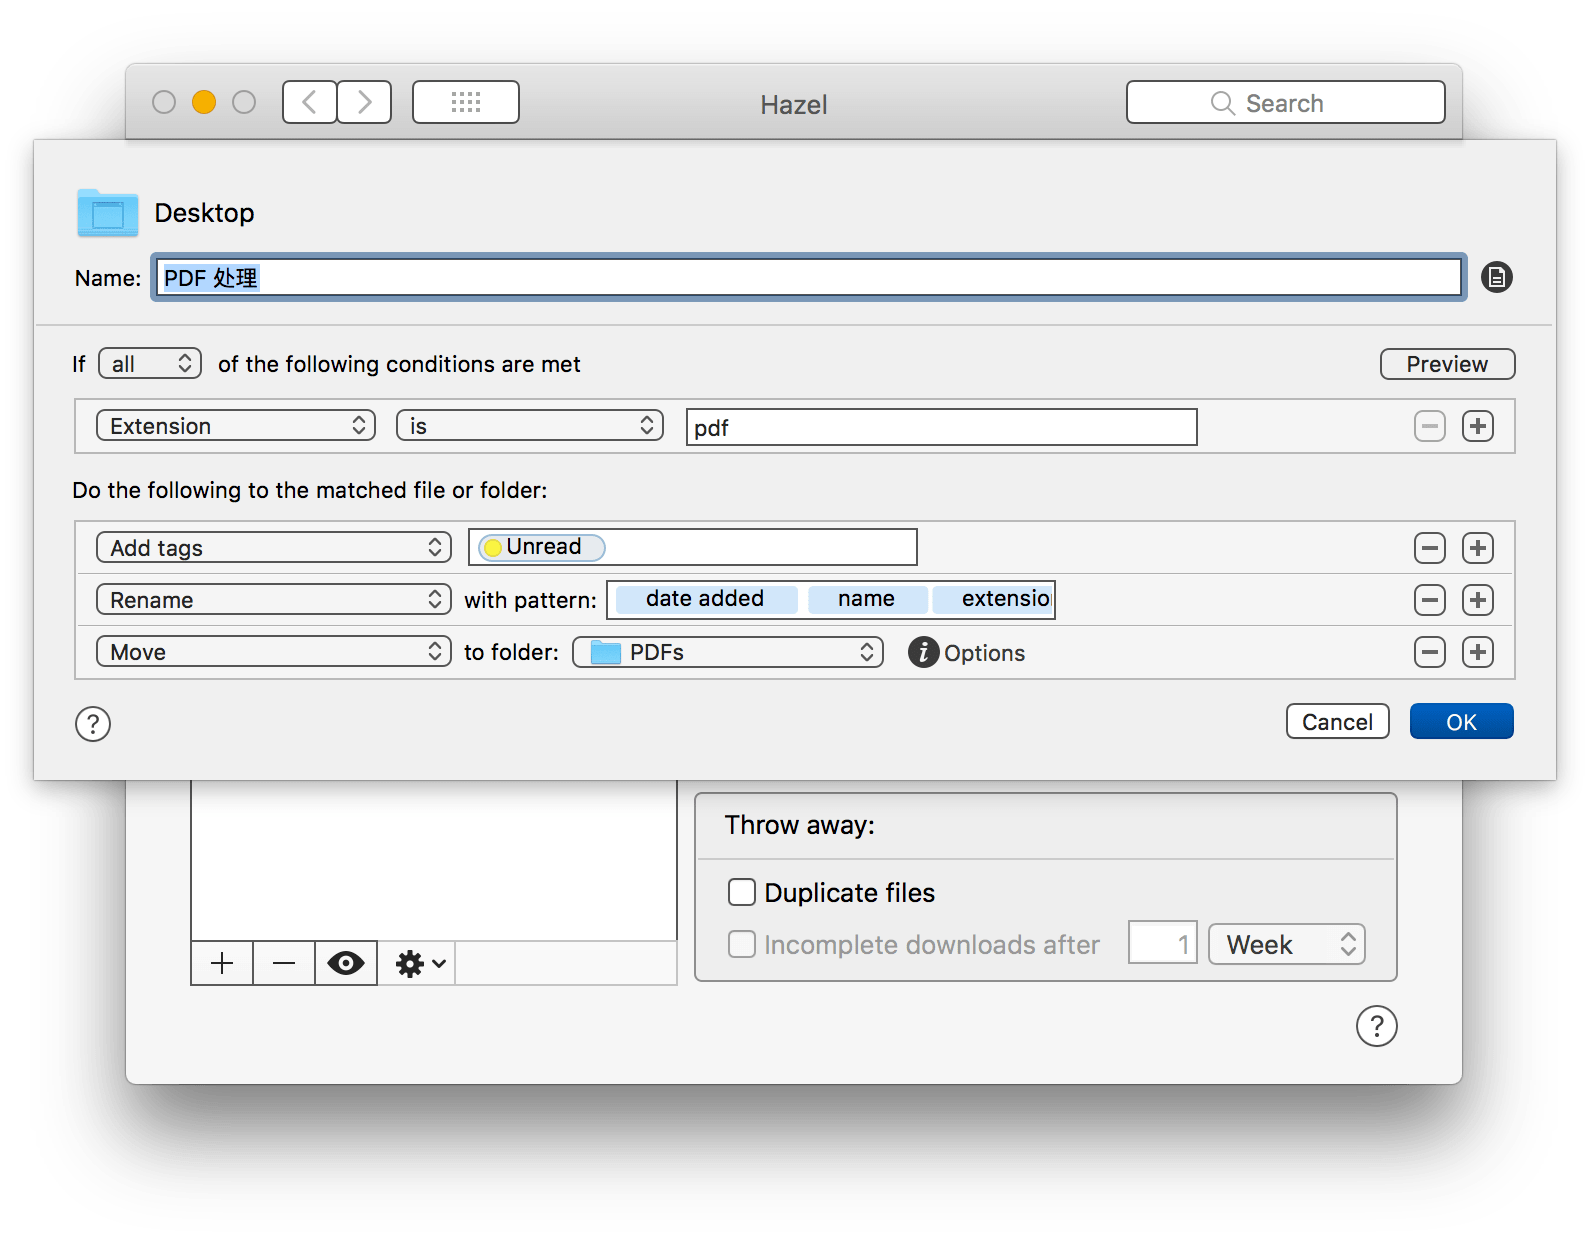 Hazel
Search
Desktop
Name: PDF 处理
If all of the following conditions are met Preview
Extension is pdf
Do the following to the matched file or folder:
Add tags Unread
Rename with pattern: date added name extensio
Move to folder: PDFs i Options
? Cancel OK
Throw away:
Duplicate files
Incomplete downloads after 1 Week
?